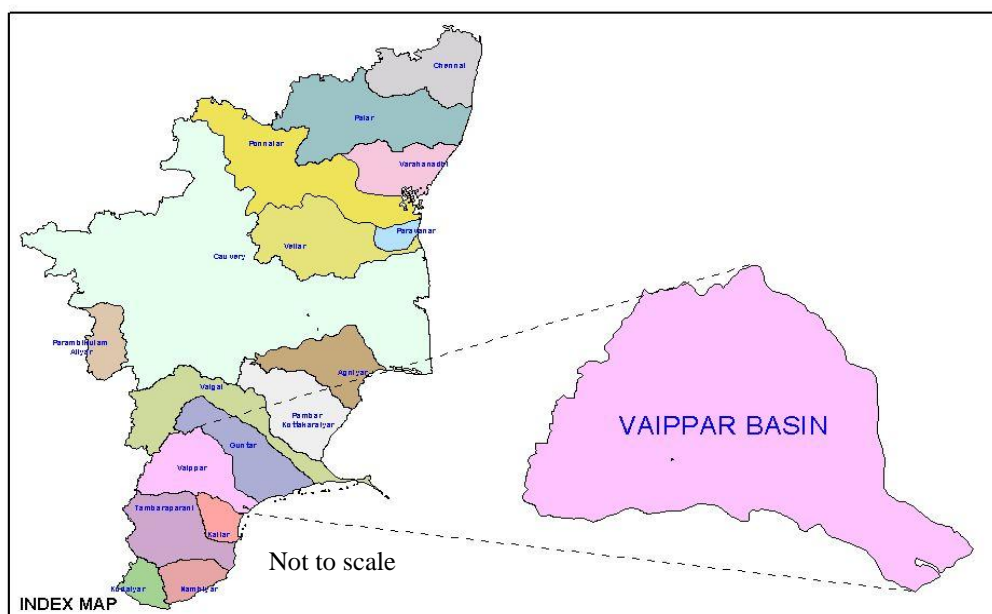 Chennai
Palar
Ponnaiar
Varahanadhi
Paravanar
Vellar
Cauvery
Parambikulam
Aliyar
Agniyar
Vaigai
Pambar
Kottakaraiyar
Guntar
Vaippar
Tambaraparani
Kallar
Kodaiyar
Nambiyar
VAIPPAR BASIN
Not to scale
INDEX MAP